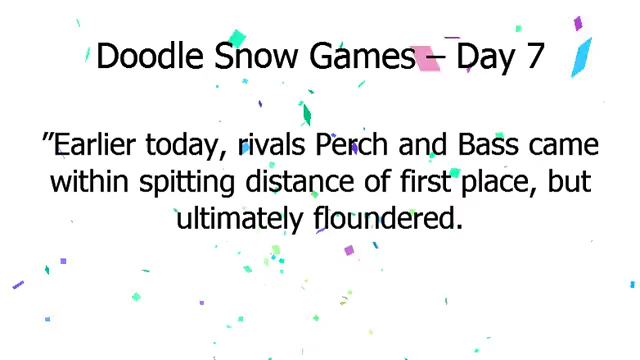 Doodle Snow Games – Day 7
”Earlier today, rivals Perch and Bass came
within spitting distance of first place, but
ultimately floundered.